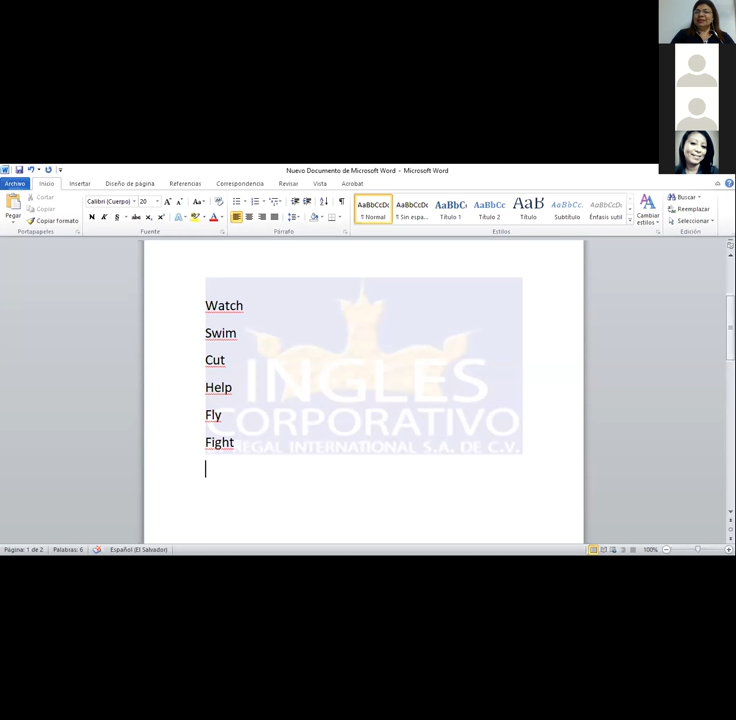 Nuevo Documento de Microsoft Word - Microsoft Word
Archivo Inicio Insertar Diseño de página Referencias Correspondencia Revisar Vista Acrobat
Pegar
Cortar
Copiar
Copiar formato
Portapapeles
Calibri (Cuerpo) 20
Fuente
Párrafo
AaBbCcDc AaBbCcDc AaBbC AaBbCc AaB AaBbCc. AaBbCcDc
¶ Normal ¶ Sin espa... Título 1 Título 2 Título Subtítulo Énfasis sutil
Cambiar estilos
Estilos
Buscar
Reemplazar
Seleccionar
Edición
Watch
Swim
Cut
Help
Fly
Fight
INGLES
CORPORATIVO
REGAL INTERNATIONAL S.A. DE C.V.
Página: 1 de 2 Palabras: 6 Español (El Salvador) 100%